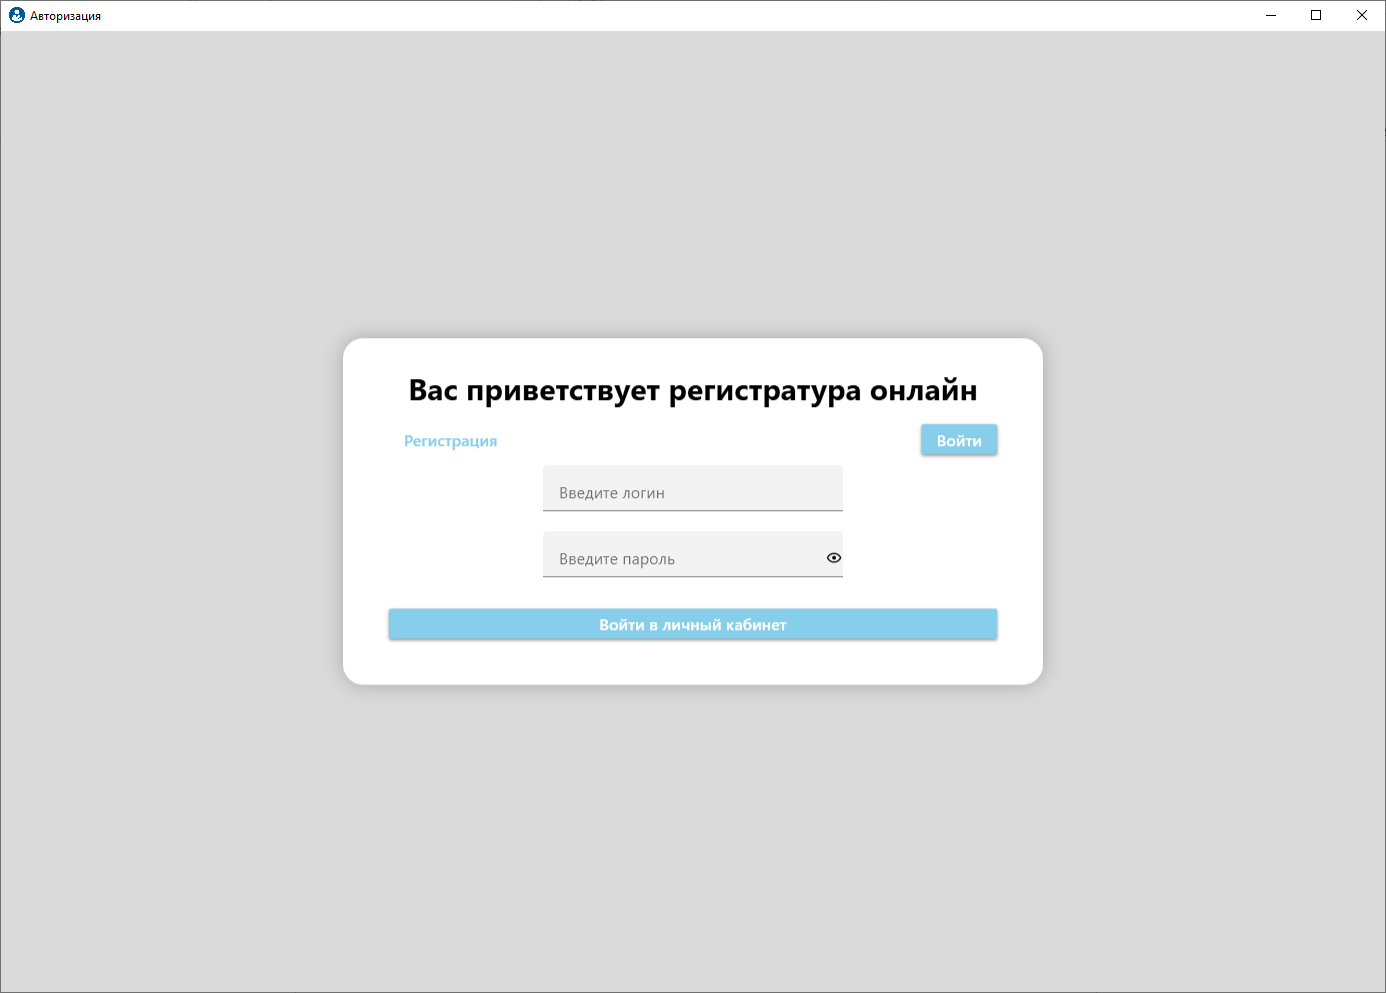 Авторизация
Вас приветствует регистратура онлайн
Регистрация
Войти
Введите логин
Введите пароль
Войти в личный кабинет